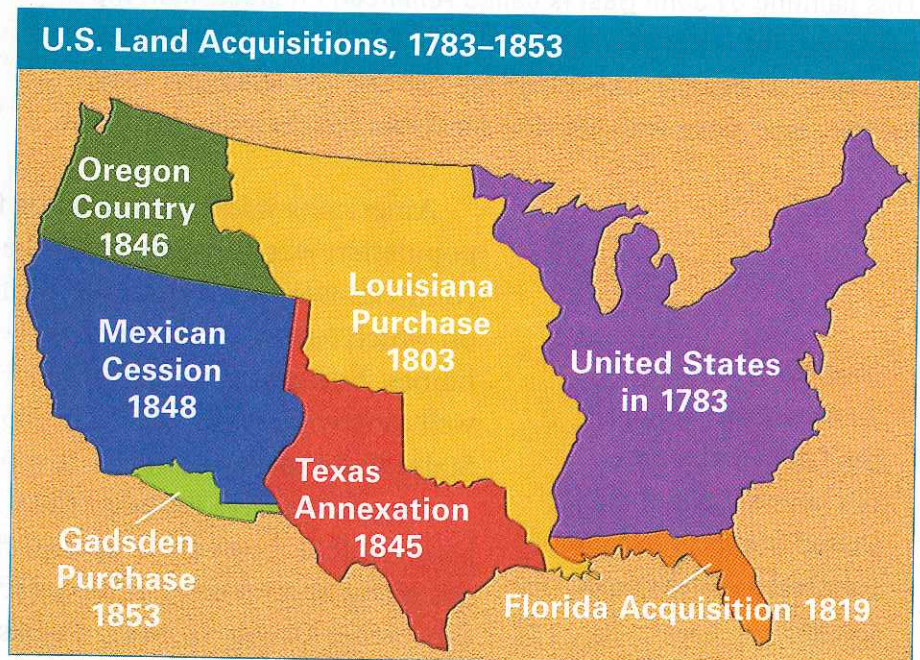 U.S. Land Acquisitions, 1783–1853
Oregon
Country
1846
Louisiana
Purchase
1803
Mexican
Cession
1848
United States
in 1783
Texas
Annexation
1845
Gadsden
Purchase
1853
Florida Acquisition 1819